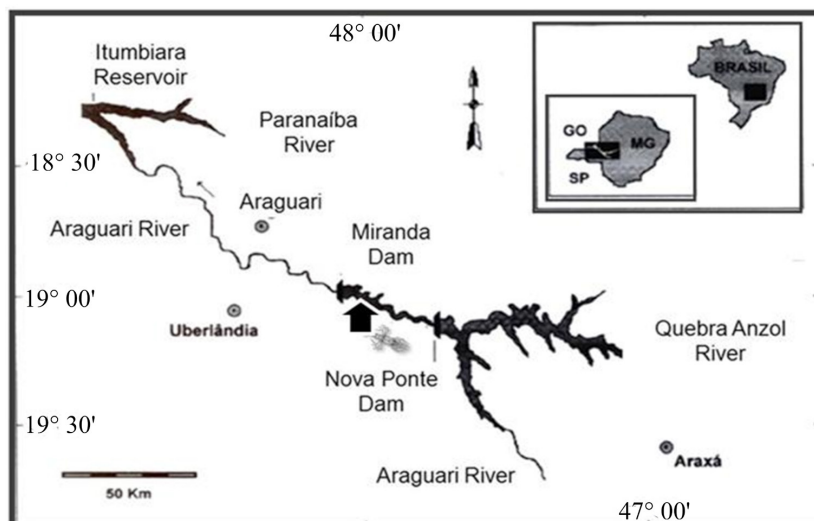 48° 00'
Itumbiara
Reservoir
BRASIL
Paranaíba
River
GO
MG
SP
18° 30'
Araguari
Araguari River
Miranda
Dam
19° 00'
Uberlândia
Quebra Anzol
River
Nova Ponte
Dam
19° 30'
Araguari River
Araxá
50 Km
47° 00'